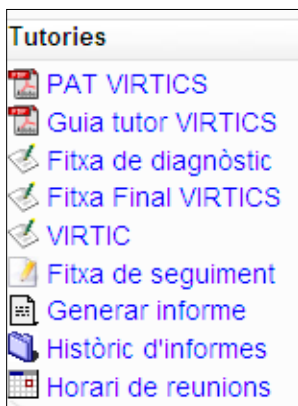 Tutories
PAT VIRTICS
Guia tutor VIRTICS
Fitxa de diagnòstic
Fitxa Final VIRTICS
VIRTIC
Fitxa de seguiment
Generar informe
Històric d'informes
Horari de reunions